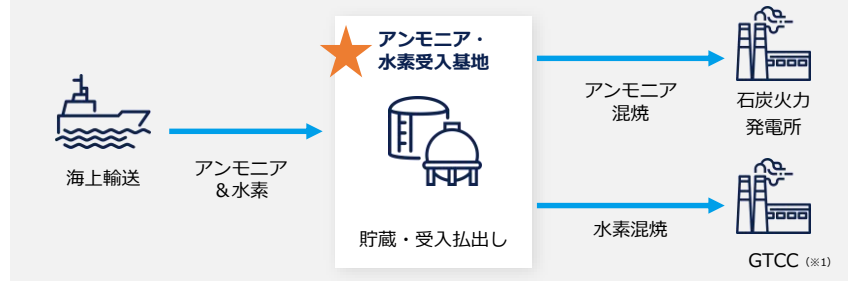 アンモニア・
水素受入基地
海上輸送
アンモニア
＆水素
貯蔵・受入払出し
アンモニア
混焼
石炭火力
発電所
水素混焼
GTCC（※1）